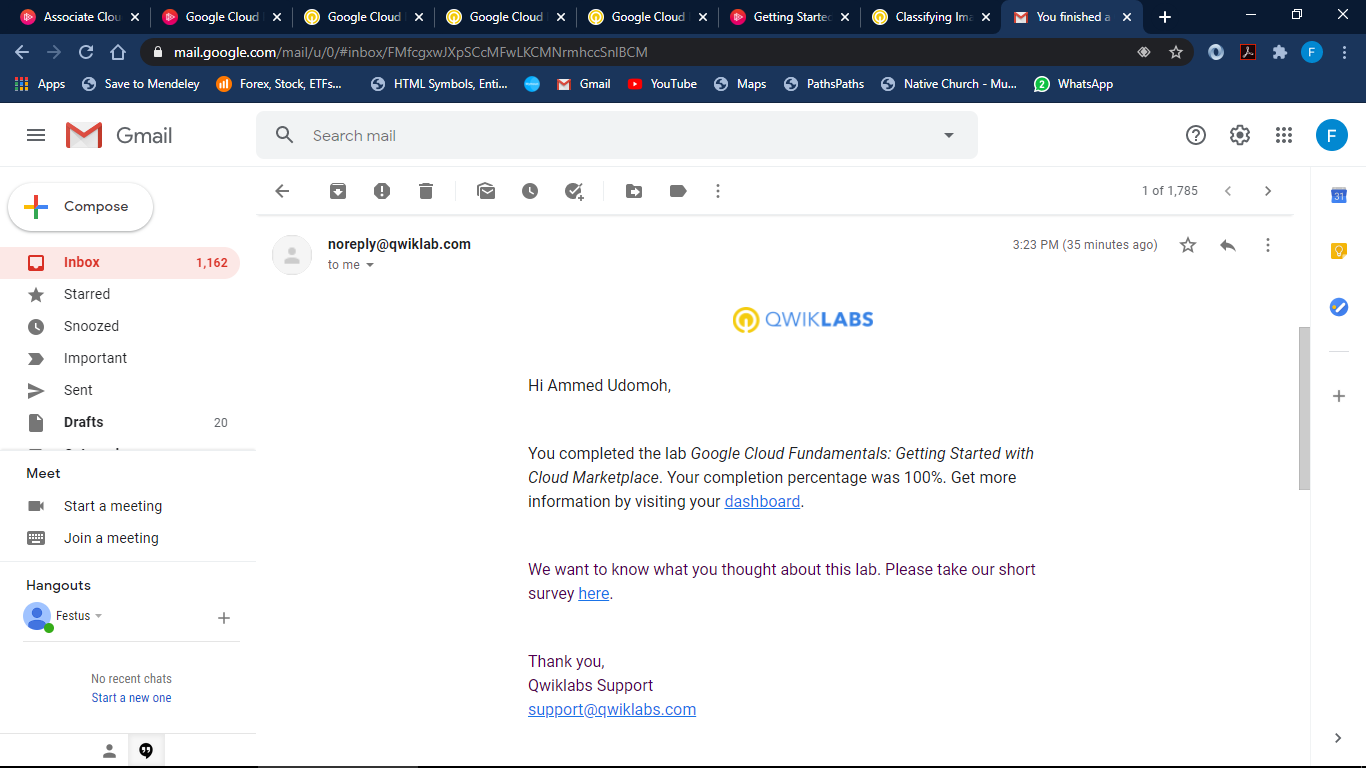 Associate Clou
Google Cloud
Google Cloud
Google Cloud
Google Cloud
Getting Started
Classifying Ima
You finished a
mail.google.com/mail/u/0/#inbox/FMfcgxwJXpSCcMFwLKCMNrmhccSnlBCM
F
Apps
Save to Mendeley
Forex, Stock, ETFs...
HTML Symbols, Enti...
Gmail
YouTube
Maps
PathsPaths
Native Church - Mu...
2
WhatsApp
Gmail
Search mail
F
Compose
1 of 1,785
31
Inbox 1,162
Starred
Snoozed
Important
Sent
Drafts 20
Meet
Start a meeting
Join a meeting
Hangouts
Festus
No recent chats
Start a new one
noreply@qwiklab.com
3:23 PM (35 minutes ago)
to me
QWIKLABS
Hi Ammed Udomoh,
You completed the lab Google Cloud Fundamentals: Getting Started with
Cloud Marketplace. Your completion percentage was 100%. Get more
information by visiting your dashboard.
We want to know what you thought about this lab. Please take our short
survey here.
Thank you,
Qwiklabs Support
support@qwiklabs.com